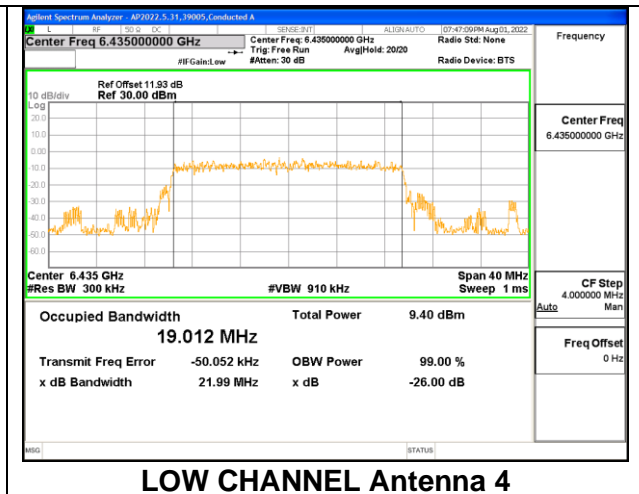 Agilent Spectrum Analyzer - AP2022.5.31,39005,Conducted A
L RF 50 Ω DC SENSE:INT ALIGN AUTO 07:47:09 PM Aug 01, 2022
Center Freq 6.435000000 GHz
Center Freq: 6.435000000 GHz
Radio Std: None
Trig: Free Run Avg|Hold: 20/20
#IFGain:Low #Atten: 30 dB Radio Device: BTS
Frequency
Ref Offset 11.93 dB
10 dB/div Ref 30.00 dBm
Log
20.0
10.0
0.00
-10.0
-20.0
-30.0
-40.0
-50.0
-60.0
Center 6.435 GHz Span 40 MHz
#Res BW 300 kHz #VBW 910 kHz Sweep 1 ms
Occupied Bandwidth Total Power 9.40 dBm
19.012 MHz
Transmit Freq Error -50.052 kHz OBW Power 99.00 %
x dB Bandwidth 21.99 MHz x dB -26.00 dB
Center Freq
6.435000000 GHz
CF Step
4.000000 MHz
Auto Man
Freq Offset
0 Hz
MSG STATUS
LOW CHANNEL Antenna 4